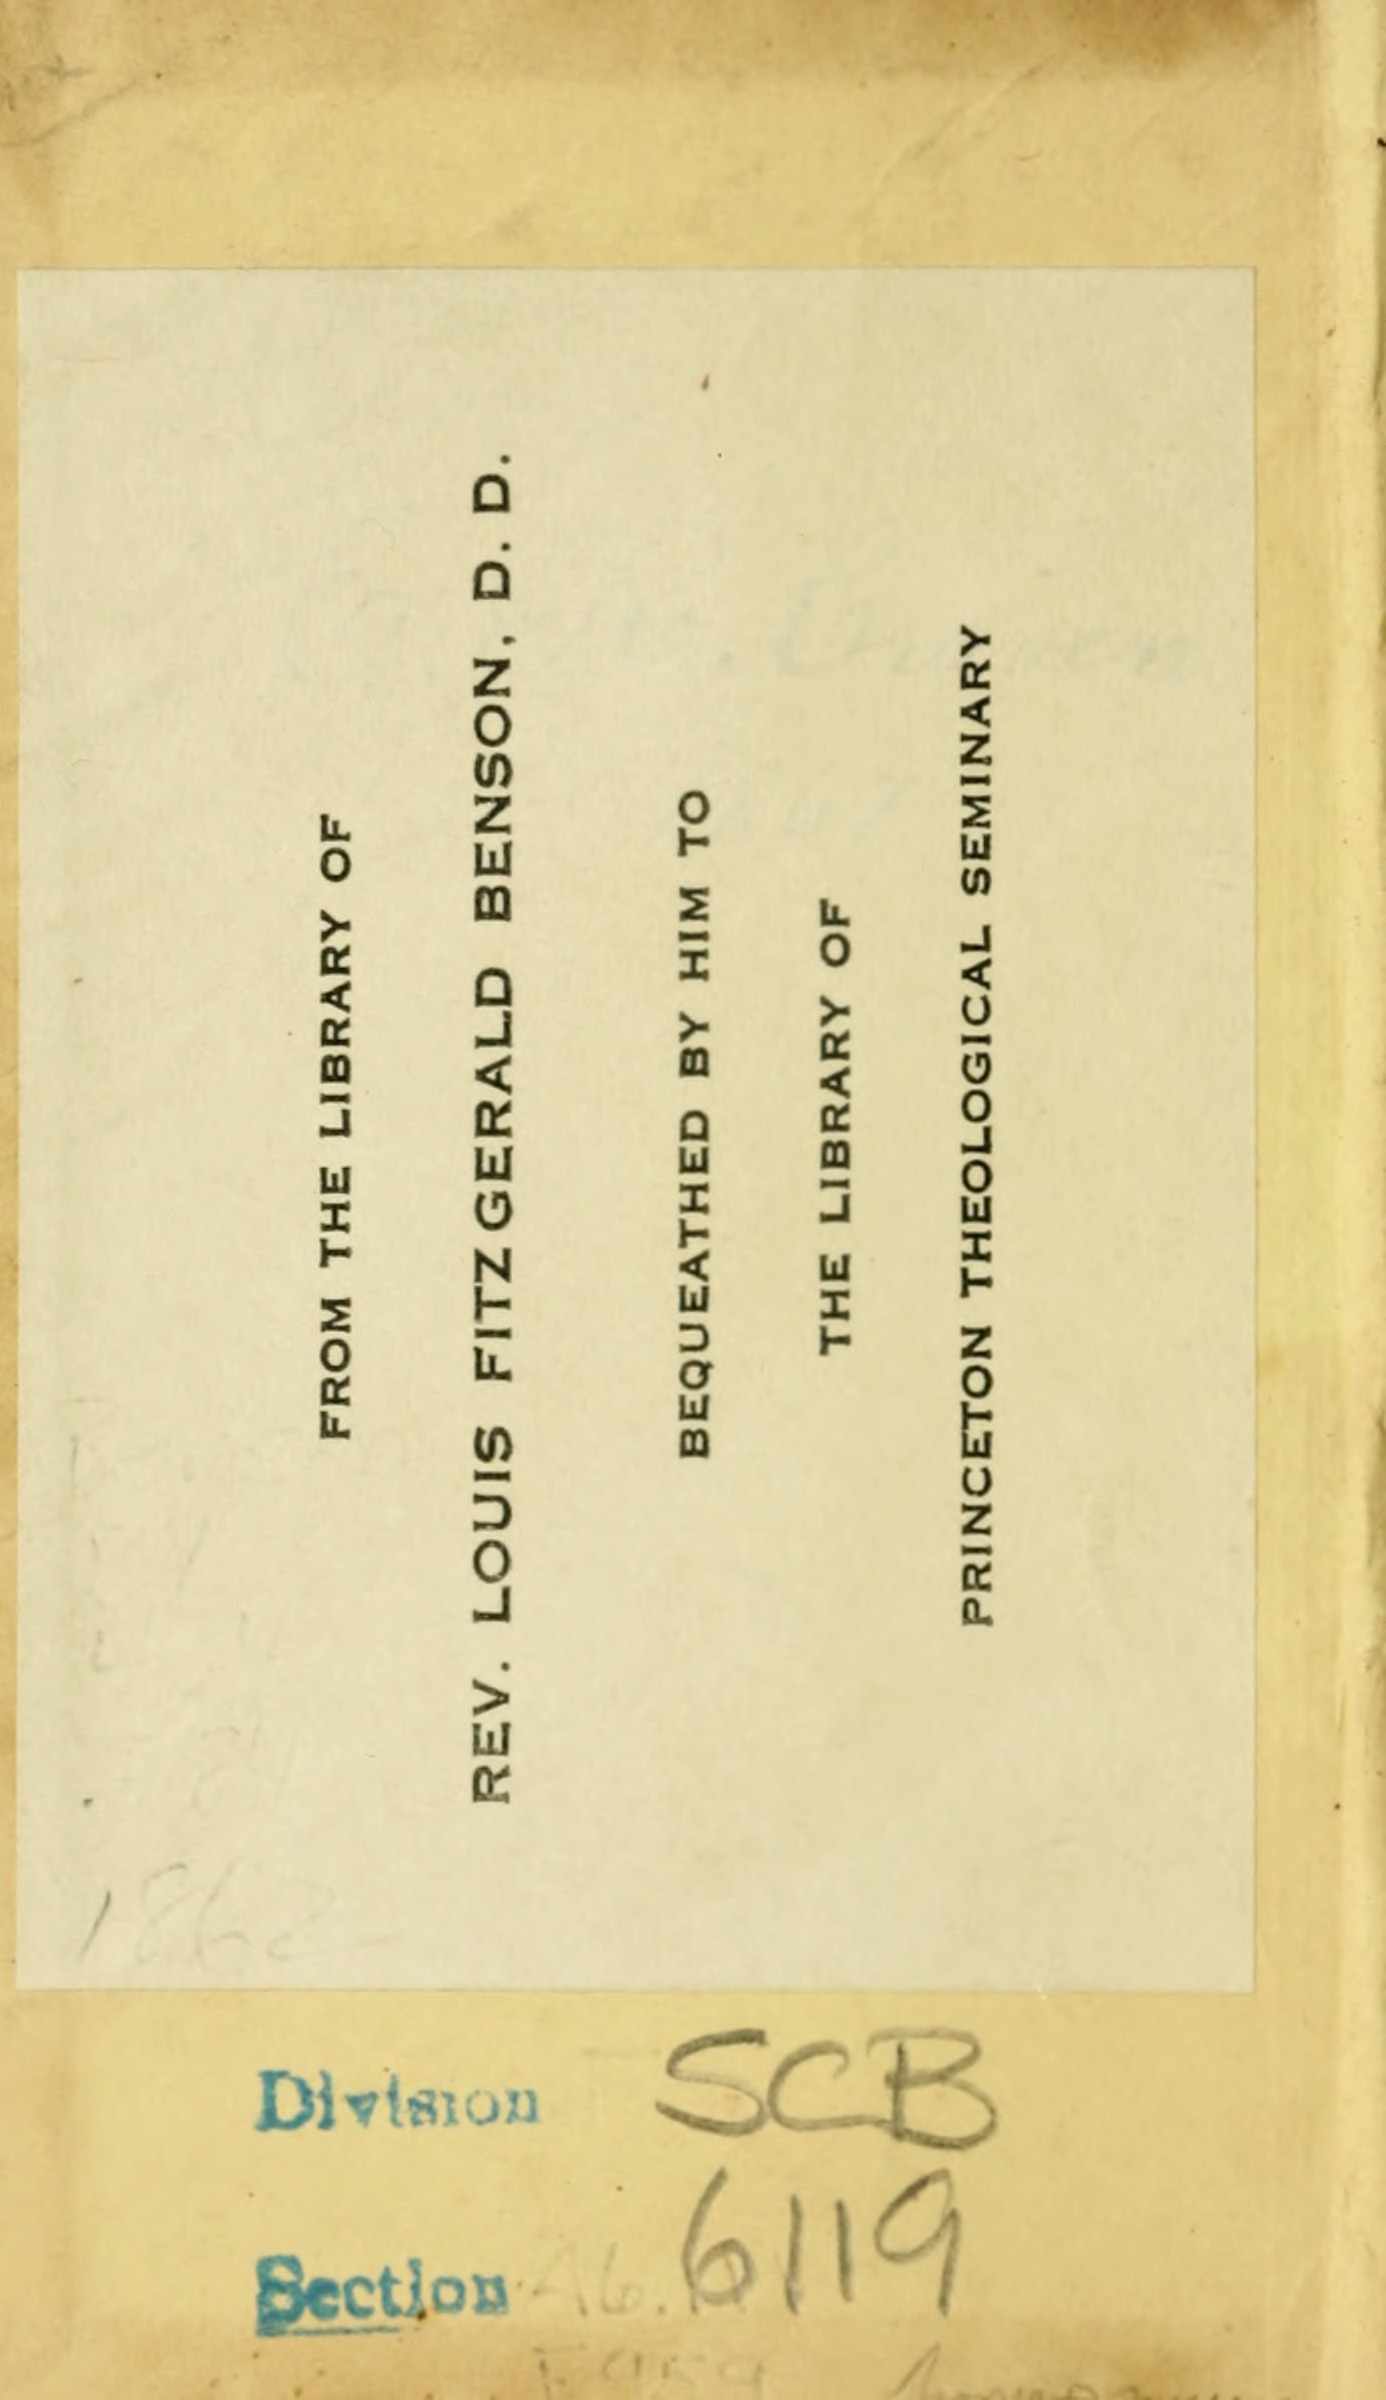 FROM THE LIBRARY OF
REV. LOUIS FITZGERALD BENSON, D. D.
BEQUEATHED BY HIM TO
THE LIBRARY OF
PRINCETON THEOLOGICAL SEMINARY
1862
Division SCB
Section 6119